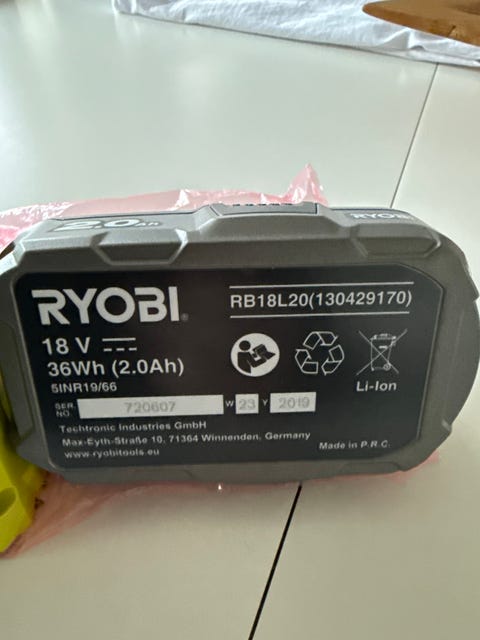 2.0Ah
RYOBI
RYOBI®
RB18L20(130429170)
18 V
36Wh (2.0Ah)
5INR19/66
Li-Ion
SER. NO. 720607 W 23 Y 2019
Techtronic Industries GmbH
Max-Eyth-Straße 10, 71364 Winnenden, Germany
www.ryobitools.eu
Made in P.R.C.